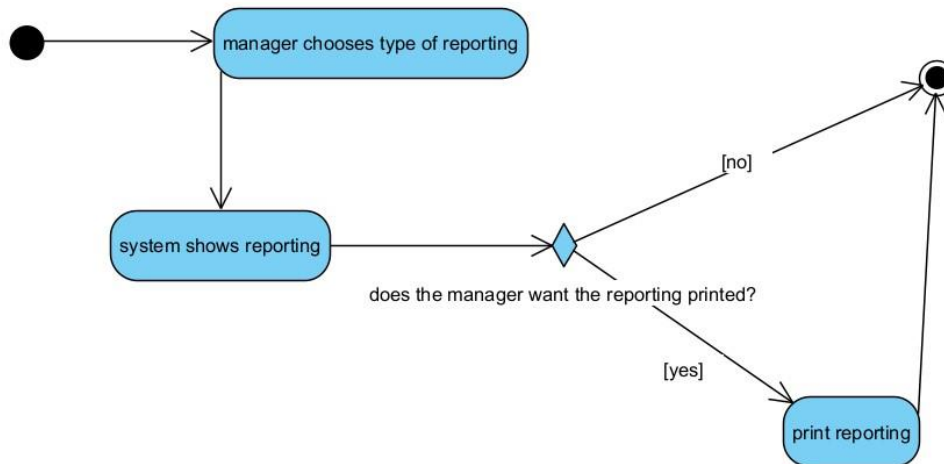 manager chooses type of reporting
[no]
system shows reporting
does the manager want the reporting printed?
[yes]
print reporting